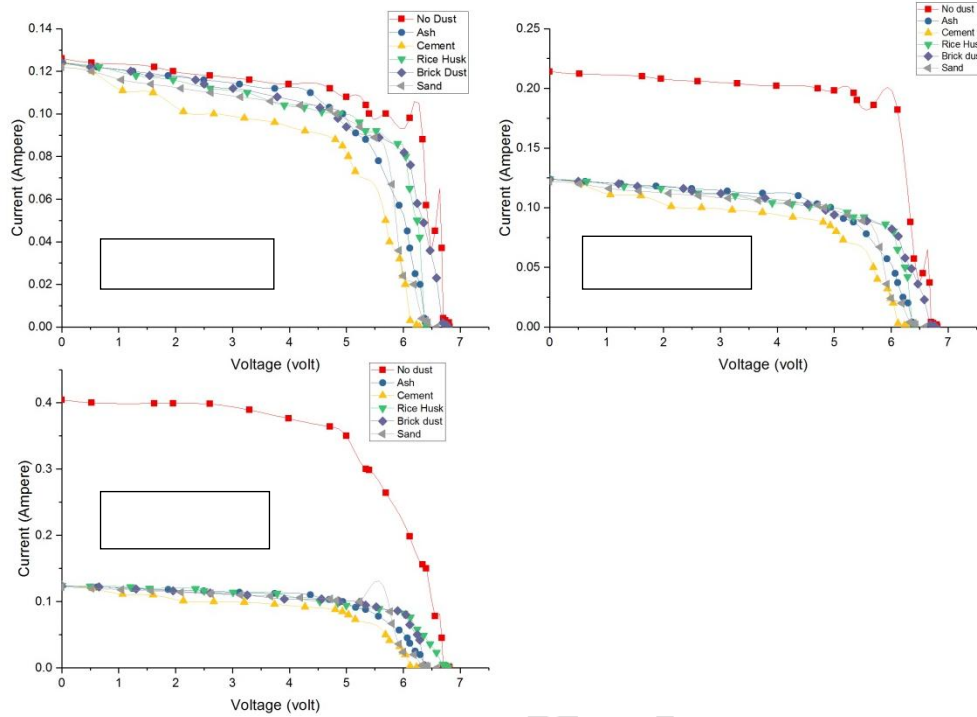 No Dust
Ash
Cement
Rice Husk
Brick Dust
Sand
0.14
0.12
0.10
0.08
0.06
0.04
0.02
0.00
Current (Ampere)
0 1 2 3 4 5 6 7
Voltage (volt)
No dust
Ash
Cement
Rice Husk
Brick dust
Sand
0.25
0.20
0.15
0.10
0.05
0.00
Current (Ampere)
0 1 2 3 4 5 6 7
Voltage (volt)
No dust
Ash
Cement
Rice Husk
Brick dust
Sand
0.4
0.3
0.2
0.1
0.0
Current (Ampere)
0 1 2 3 4 5 6 7
Voltage (volt)